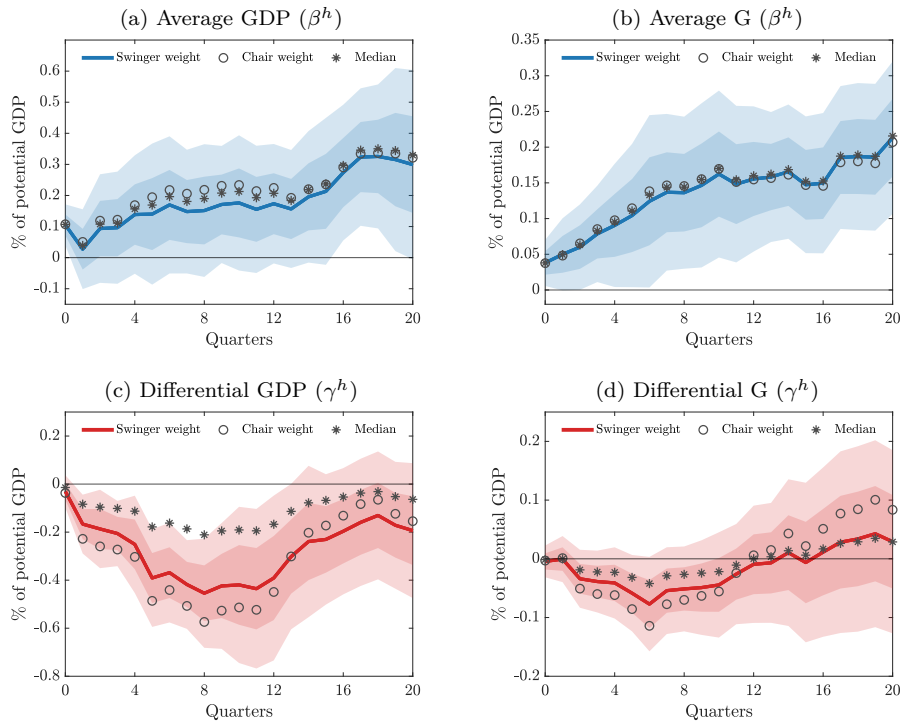 (a) Average GDP (β^h)
Swinger weight Chair weight Median
% of potential GDP
0.6
0.5
0.4
0.3
0.2
0.1
0
-0.1
0 4 8 12 16 20
Quarters
(b) Average G (β^h)
Swinger weight Chair weight Median
% of potential GDP
0.35
0.3
0.25
0.2
0.15
0.1
0.05
0
0 4 8 12 16 20
Quarters
(c) Differential GDP (γ^h)
Swinger weight Chair weight Median
% of potential GDP
0.2
0
-0.2
-0.4
-0.6
-0.8
0 4 8 12 16 20
Quarters
(d) Differential G (γ^h)
Swinger weight Chair weight Median
% of potential GDP
0.2
0.1
0
-0.1
-0.2
0 4 8 12 16 20
Quarters